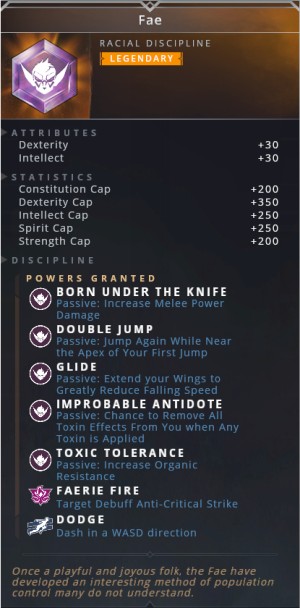 Fae
RACIAL DISCIPLINE
LEGENDARY
ATTRIBUTES
Dexterity +30
Intellect +30
STATISTICS
Constitution Cap +200
Dexterity Cap +350
Intellect Cap +250
Spirit Cap +250
Strength Cap +200
DISCIPLINE
POWERS GRANTED
BORN UNDER THE KNIFE
Passive: Increase Melee Power
Damage
DOUBLE JUMP
Passive: Jump Again While Near
the Apex of Your First Jump
GLIDE
Passive: Extend your Wings to
Greatly Reduce Falling Speed
IMPROBABLE ANTIDOTE
Passive: Chance to Remove All
Toxin Effects From You when Any
Toxin is Applied
TOXIC TOLERANCE
Passive: Increase Organic
Resistance
FAERIE FIRE
Target Debuff Anti-Critical Strike
DODGE
Dash in a WASD direction
Once a playful and joyous folk, the Fae have
developed an interesting method of population
control many do not understand.